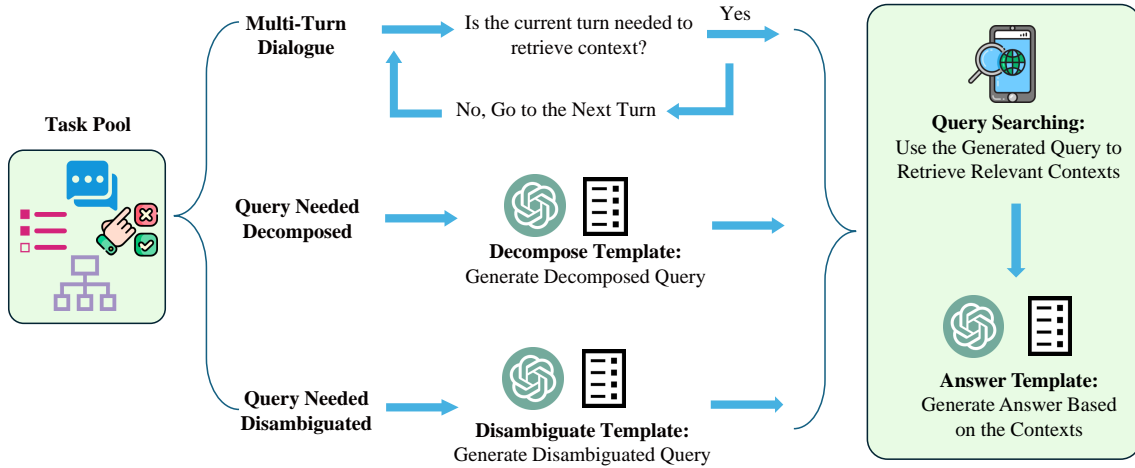 Task Pool
Multi-Turn
Dialogue
Is the current turn needed to
retrieve context?
Yes
No, Go to the Next Turn
Query Needed
Decomposed
Decompose Template:
Generate Decomposed Query
Query Needed
Disambiguated
Disambiguate Template:
Generate Disambiguated Query
Query Searching:
Use the Generated Query to
Retrieve Relevant Contexts
Answer Template:
Generate Answer Based
on the Contexts